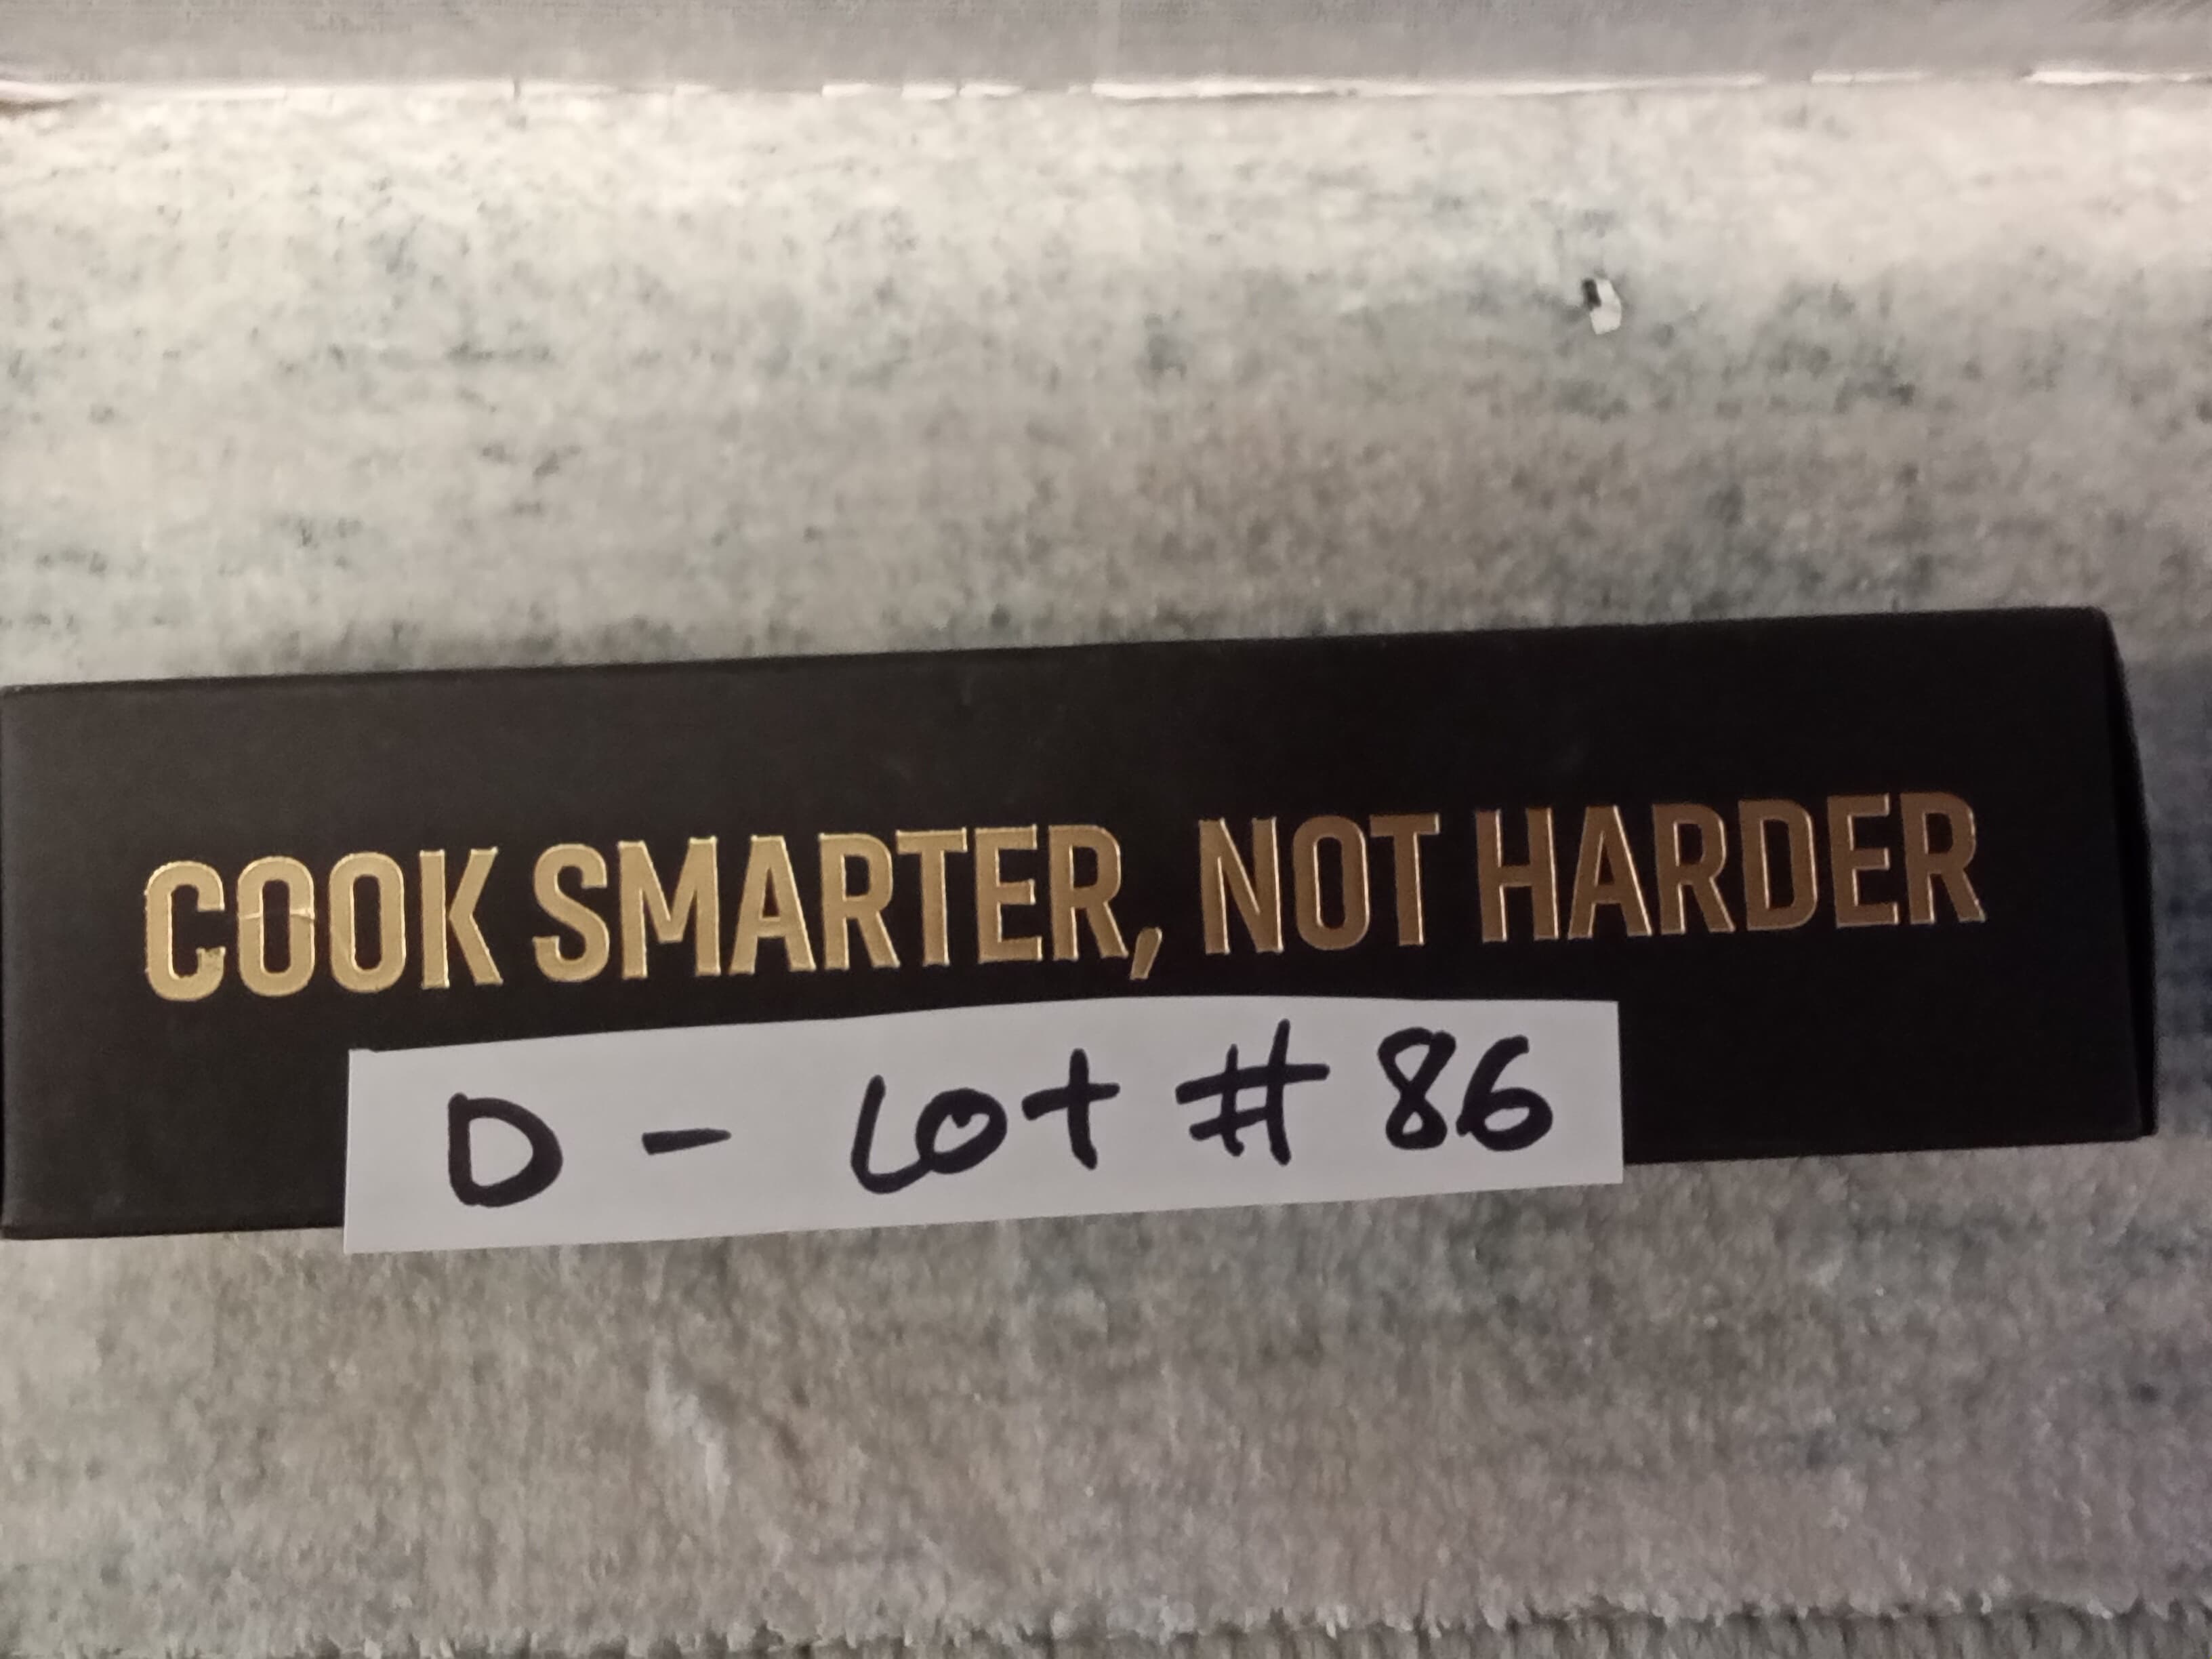 COOK SMARTER, NOT HARDER
D - Lot # 86